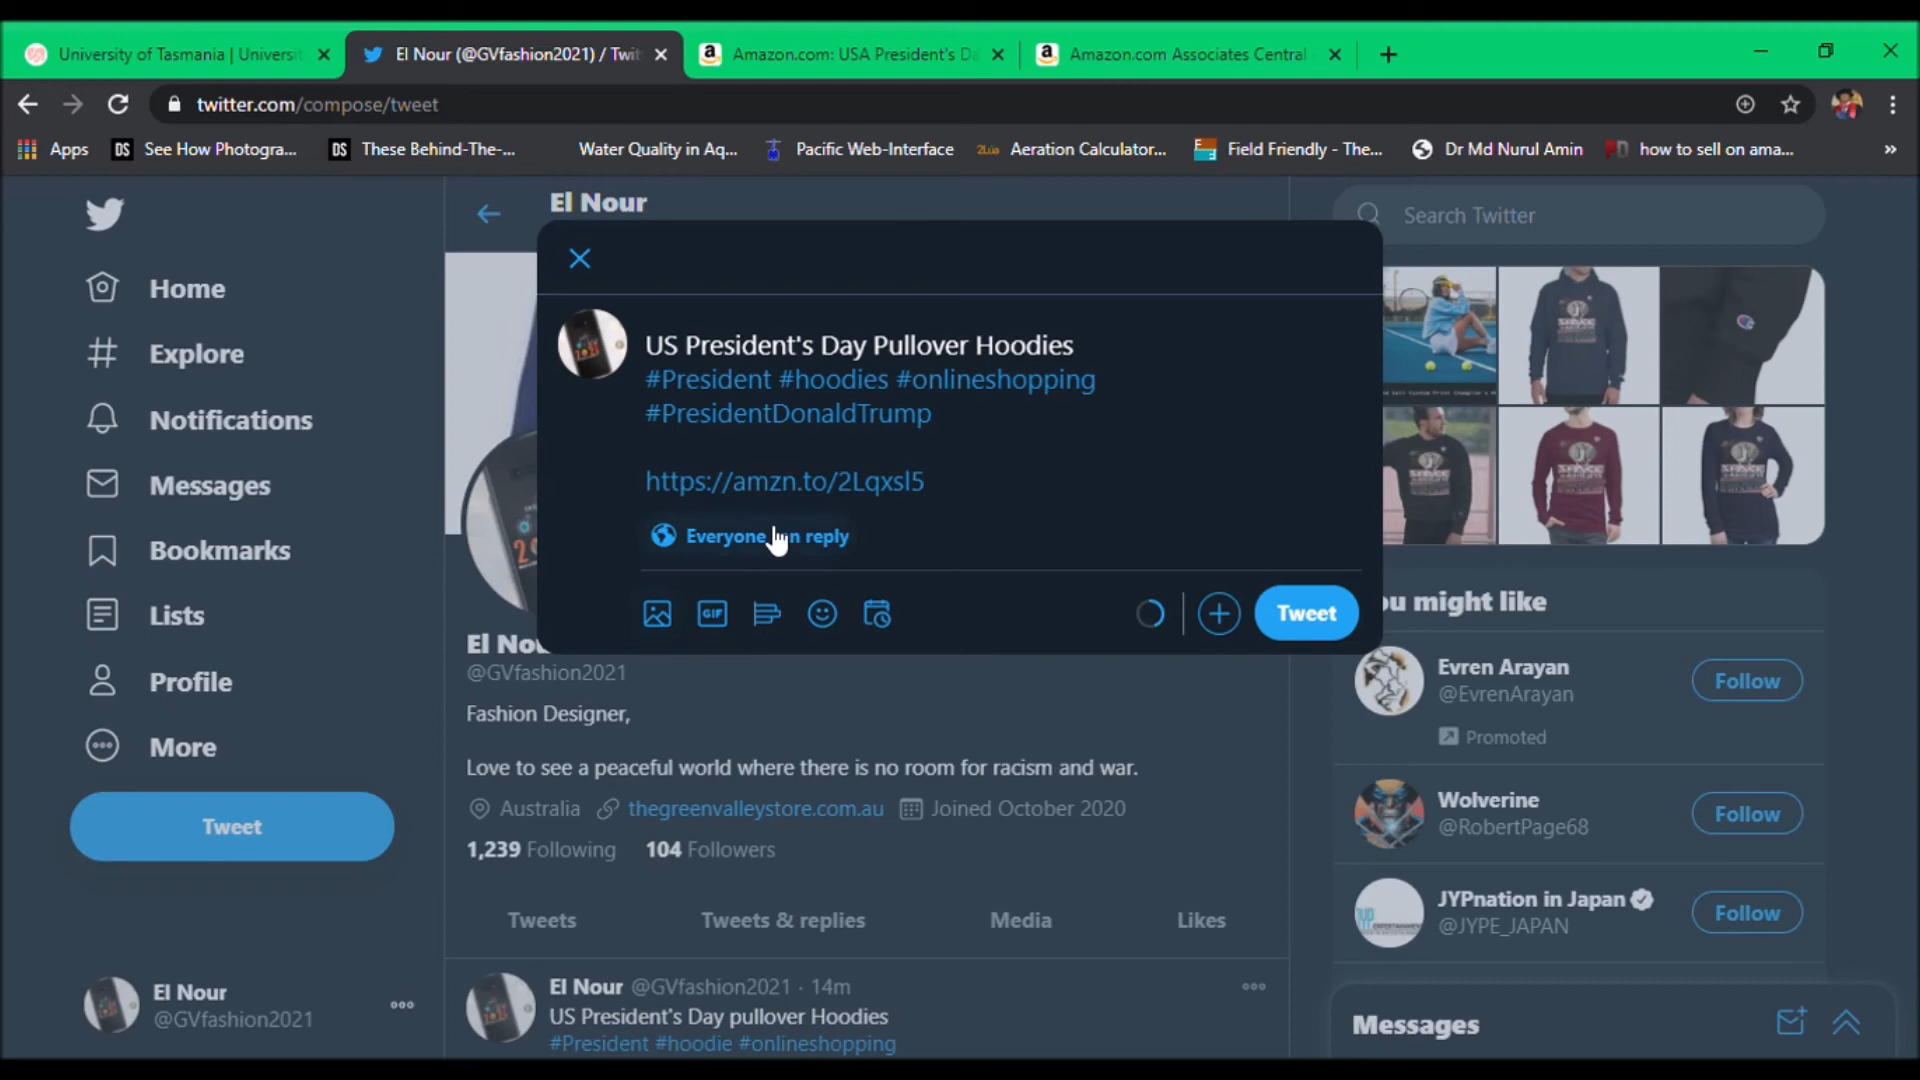 University of Tasmania | Universit
El Nour (@GVfashion2021) / Twit
Amazon.com: USA President's Da
Amazon.com Associates Central
twitter.com/compose/tweet
Apps
DS See How Photogra...
DS These Behind-The-...
Water Quality in Aq...
Pacific Web-Interface
Aeration Calculator...
Field Friendly - The...
Dr Md Nurul Amin
how to sell on ama...
El Nour
Search Twitter
Home
Explore
Notifications
Messages
Bookmarks
Lists
Profile
More
Tweet
El Nour
@GVfashion2021
US President's Day Pullover Hoodies
#President #hoodies #onlineshopping
#PresidentDonaldTrump
https://amzn.to/2Lqxsl5
Everyone n reply
GIF
Tweet
El Nou
@GVfashion2021
Fashion Designer,
Love to see a peaceful world where there is no room for racism and war.
Australia thegreenvalleystore.com.au Joined October 2020
1,239 Following 104 Followers
Tweets Tweets & replies Media Likes
El Nour @GVfashion2021 · 14m
US President's Day pullover Hoodies
#President #hoodie #onlineshopping
u might like
Evren Arayan
@EvrenArayan
Promoted
Follow
Wolverine
@RobertPage68
Follow
JYPnation in Japan
@JYPE_JAPAN
Follow
Messages